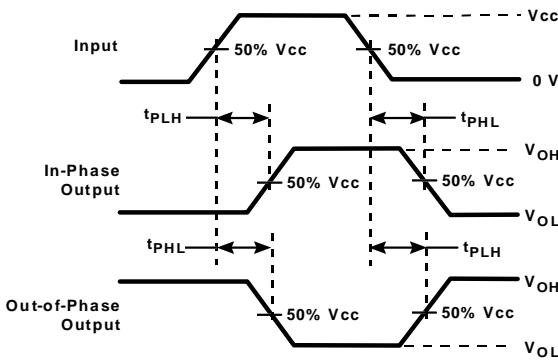 Vcc
Input
50% Vcc
50% Vcc
0 V
tPLH
tPHL
VOH
In-Phase
Output
50% Vcc
50% Vcc
VOL
tPHL
tPLH
VOH
Out-of-Phase
Output
50% Vcc
50% Vcc
VOL